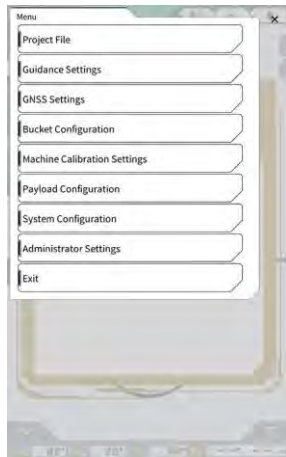 Menu
×
Project File
Guidance Settings
GNSS Settings
Bucket Configuration
Machine Calibration Settings
Payload Configuration
System Configuration
Administrator Settings
Exit